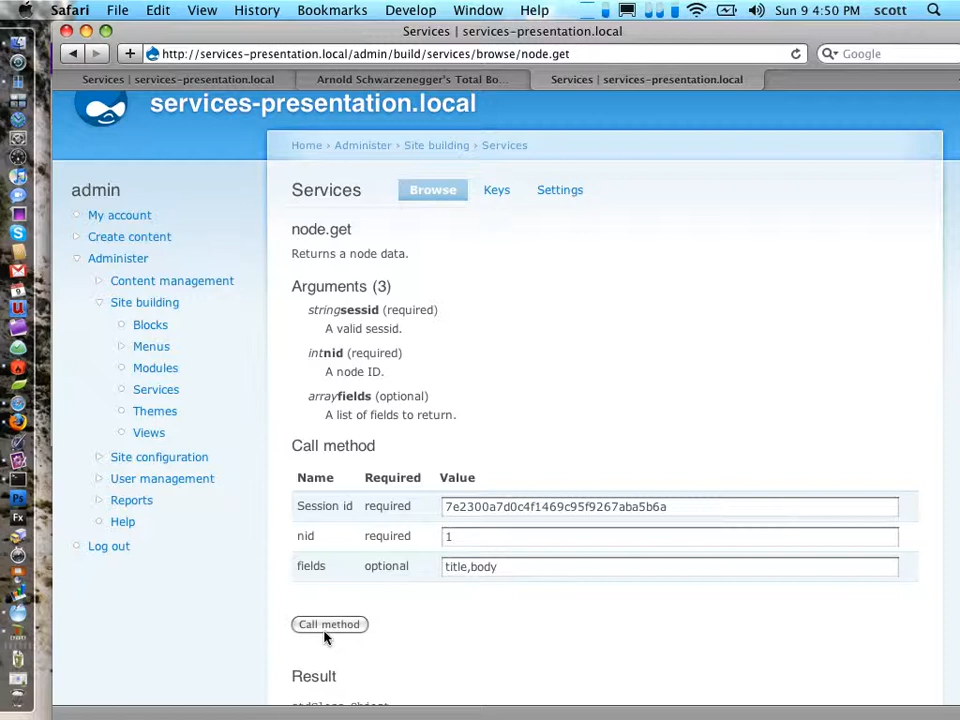 Safari File Edit View History Bookmarks Develop Window Help Sun 9 4:50 PM scott
Services | services-presentation.local
http://services-presentation.local/admin/build/services/browse/node.get
Google
Services | services-presentation.local
Arnold Schwarzenegger's Total Bo...
Services | services-presentation.local
services-presentation.local
Home › Administer › Site building › Services
admin
My account
Create content
Administer
Content management
Site building
Blocks
Menus
Modules
Services
Themes
Views
Site configuration
User management
Reports
Help
Log out
Services Browse Keys Settings
node.get
Returns a node data.
Arguments (3)
stringsessid (required)
A valid sessid.
intnid (required)
A node ID.
arrayfields (optional)
A list of fields to return.
Call method
Name Required Value
Session id required 7e2300a7d0c4f1469c95f9267aba5b6a
nid required 1
fields optional title,body
Call method
Result